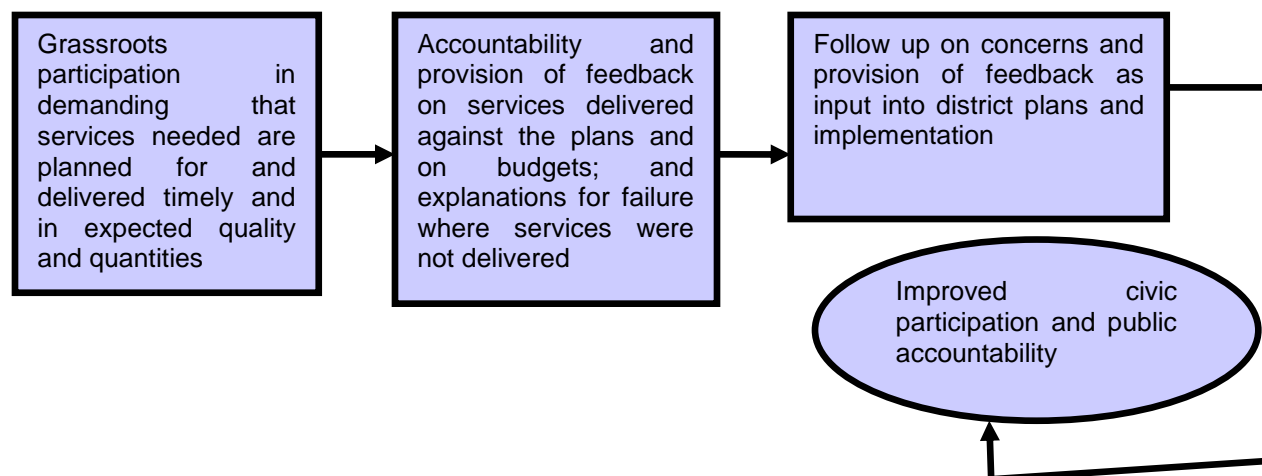 Grassroots
participation in
demanding that
services needed are
planned for and
delivered timely and
in expected quality
and quantities
Accountability and
provision of feedback
on services delivered
against the plans and
on budgets; and
explanations for failure
where services were
not delivered
Follow up on concerns and
provision of feedback as
input into district plans and
implementation
Improved civic
participation and public
accountability